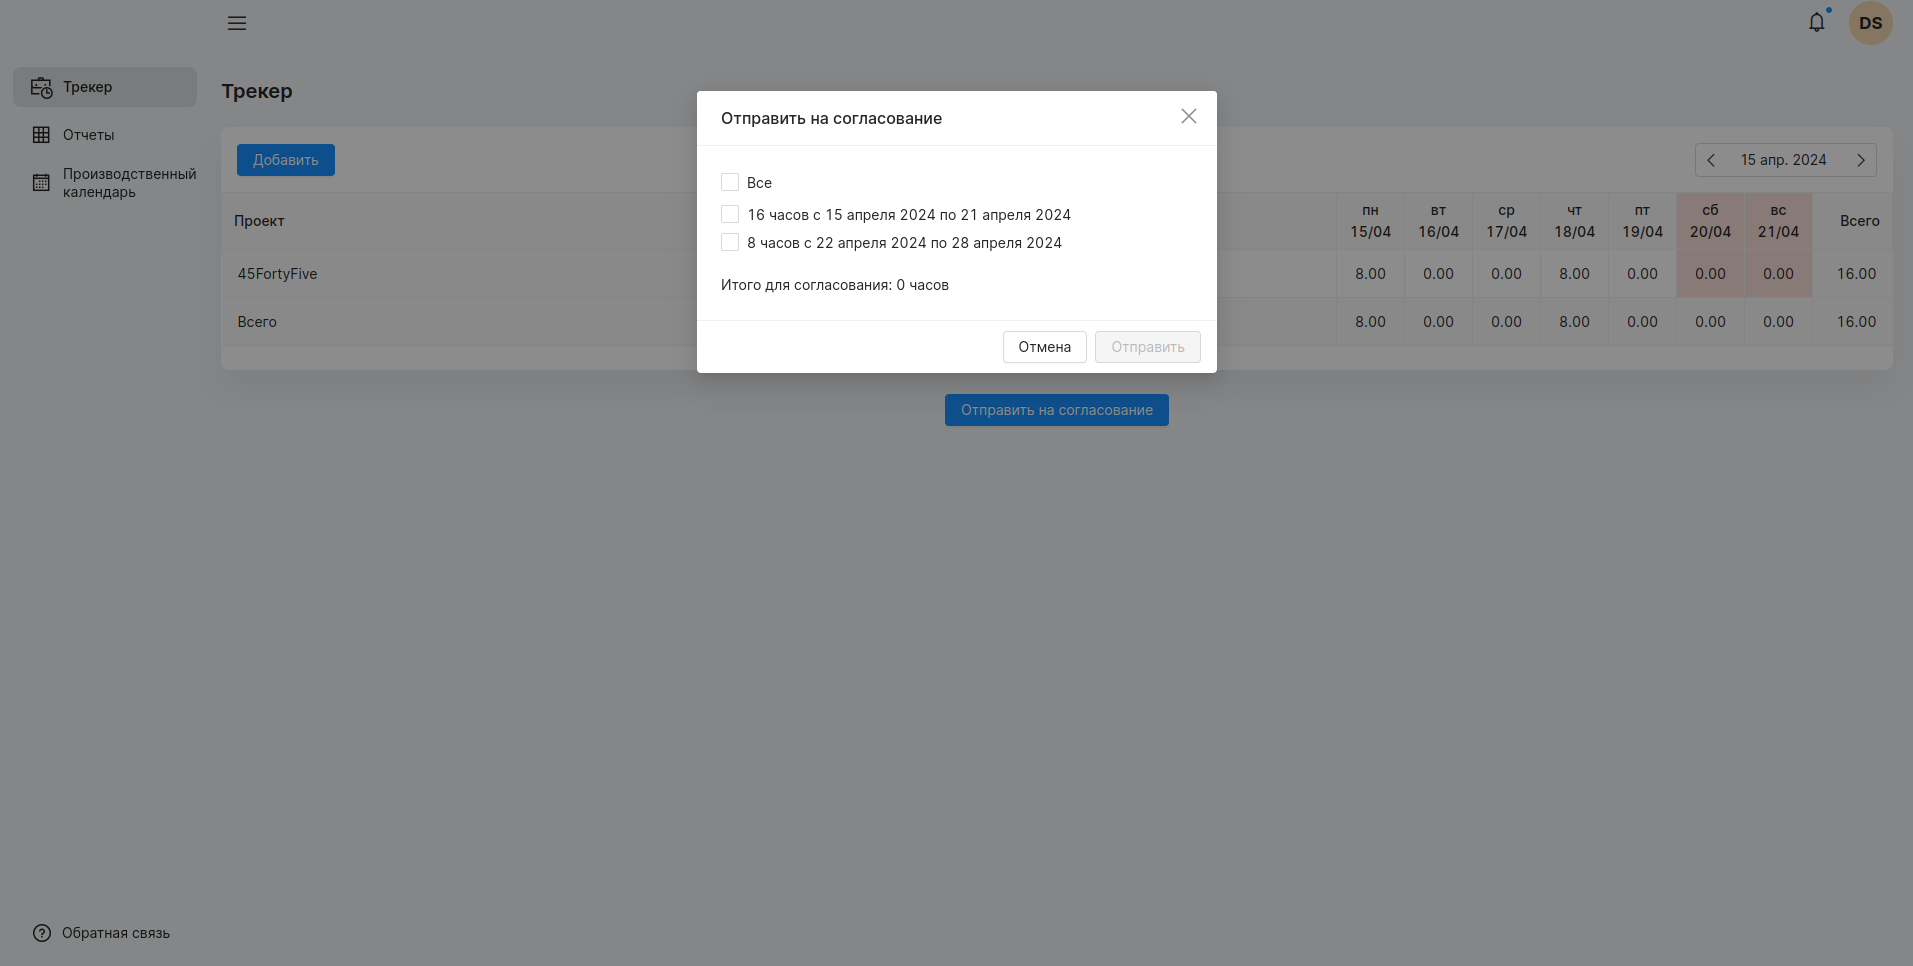 DS
Трекер
Отчеты
Производственный
календарь
Обратная связь
Трекер
Добавить
15 апр. 2024
Проект
пн
15/04
вт
16/04
ср
17/04
чт
18/04
пт
19/04
сб
20/04
вс
21/04
Всего
45FortyFive 8.00 0.00 0.00 8.00 0.00 0.00 0.00 16.00
Всего 8.00 0.00 0.00 8.00 0.00 0.00 0.00 16.00
Отправить на согласование
Отправить на согласование
Все
16 часов с 15 апреля 2024 по 21 апреля 2024
8 часов с 22 апреля 2024 по 28 апреля 2024
Итого для согласования: 0 часов
Отмена
Отправить